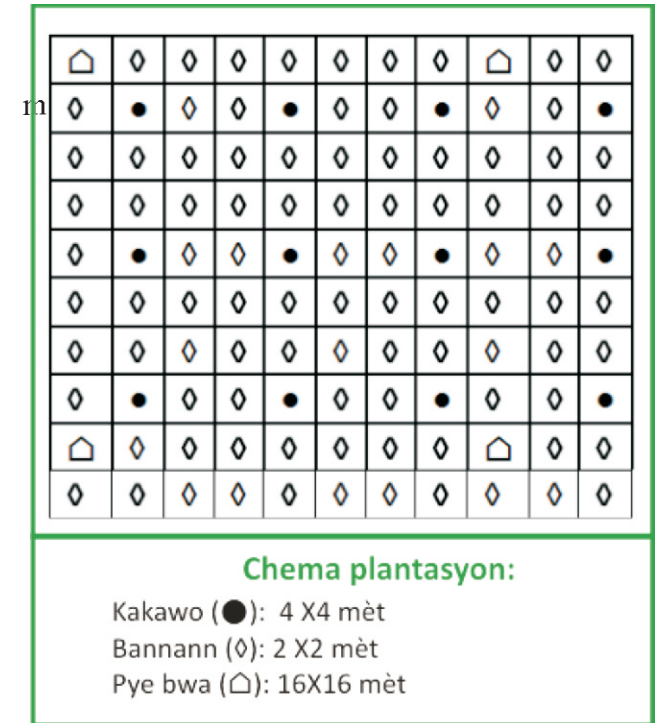 ⌂ ◊ ◊ ◊ ◊ ◊ ◊ ◊ ⌂ ◊ ◊
m ◊ ● ◊ ◊ ● ◊ ◊ ● ◊ ◊ ●
◊ ◊ ◊ ◊ ◊ ◊ ◊ ◊ ◊ ◊ ◊
◊ ◊ ◊ ◊ ◊ ◊ ◊ ◊ ◊ ◊ ◊
◊ ● ◊ ◊ ● ◊ ◊ ● ◊ ◊ ●
◊ ◊ ◊ ◊ ◊ ◊ ◊ ◊ ◊ ◊ ◊
◊ ◊ ◊ ◊ ◊ ◊ ◊ ◊ ◊ ◊ ◊
◊ ● ◊ ◊ ● ◊ ◊ ● ◊ ◊ ●
⌂ ◊ ◊ ◊ ◊ ◊ ◊ ◊ ⌂ ◊ ◊
◊ ◊ ◊ ◊ ◊ ◊ ◊ ◊ ◊ ◊ ◊
Chema plantasyon:
Kakawo (●): 4 X4 mèt
Bannann (◊): 2 X2 mèt
Pye bwa (⌂): 16X16 mèt